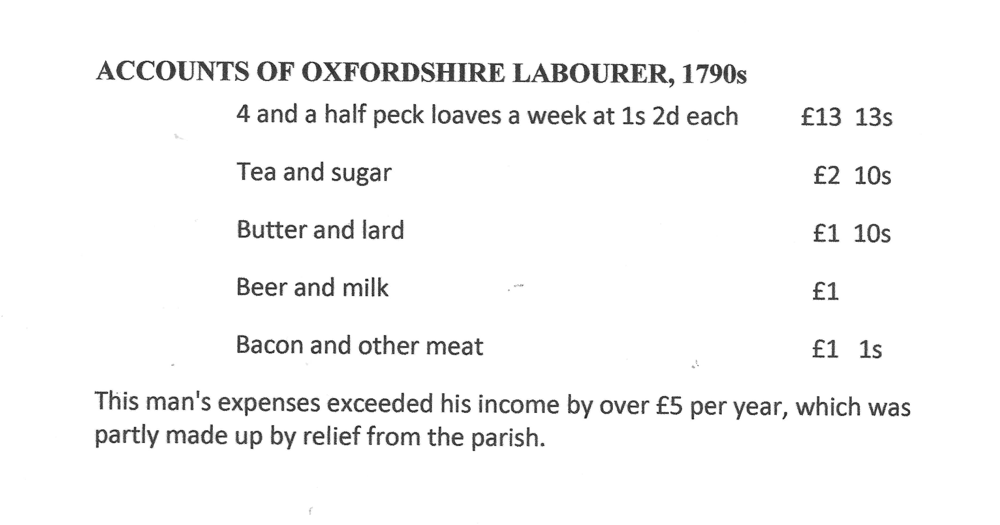 ACCOUNTS OF OXFORDSHIRE LABOURER, 1790s
4 and a half peck loaves a week at 1s 2d each £13 13s
Tea and sugar £2 10s
Butter and lard £1 10s
Beer and milk £1
Bacon and other meat £1 1s
This man's expenses exceeded his income by over £5 per year, which was
partly made up by relief from the parish.